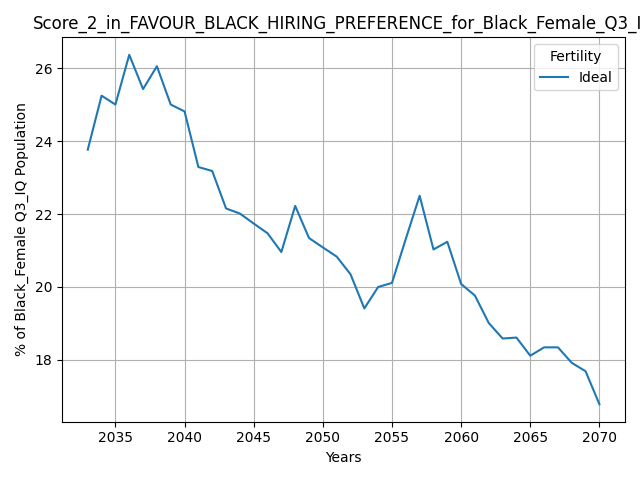 Score_2_in_FAVOUR_BLACK_HIRING_PREFERENCE_for_Black_Female_Q3_I
Fertility
Ideal
% of Black_Female Q3_IQ Population
26
24
22
20
18
2035 2040 2045 2050 2055 2060 2065 2070
Years